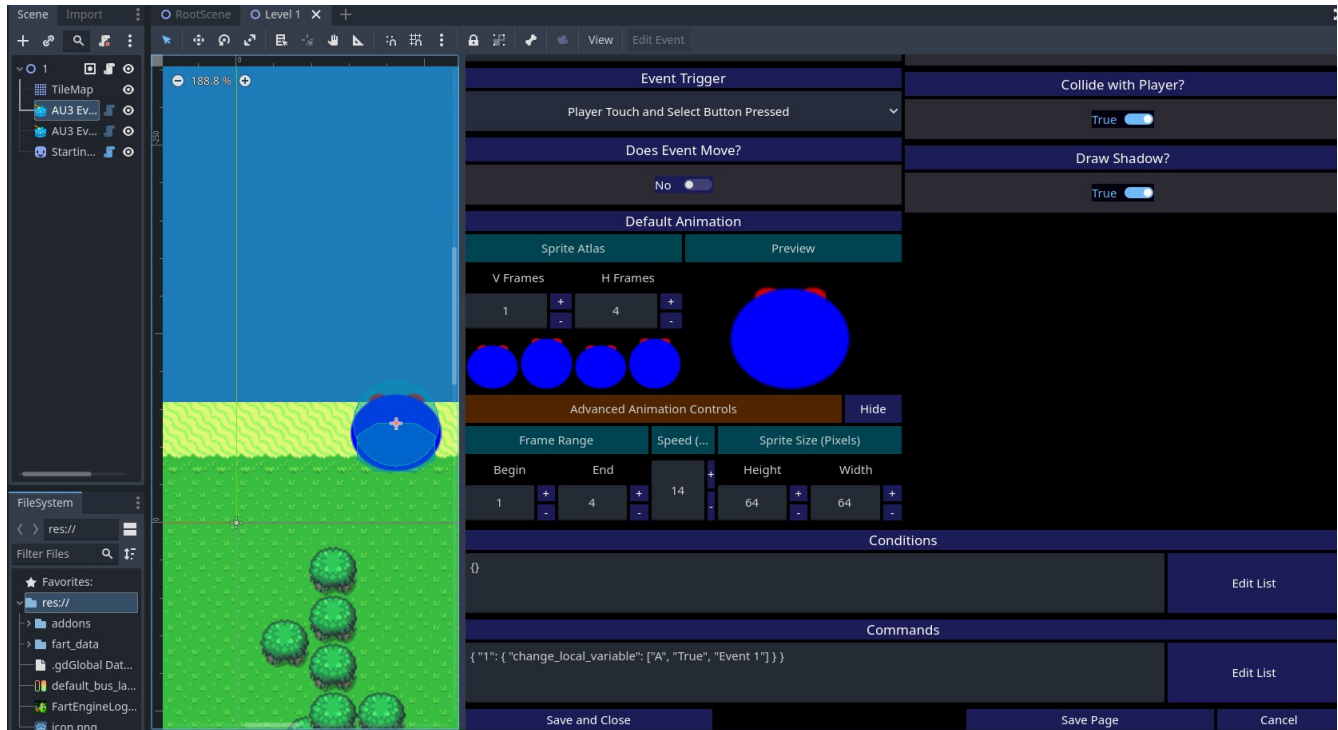 Scene Import RootScene Level 1
View Edit Event
1
TileMap
AU3 Ev...
AU3 Ev...
Startin...
0
188.8 %
-250
0
FileSystem
res://
Filter Files
Favorites:
res://
addons
fart_data
.gdGlobal Dat...
default_bus_la...
FartEngineLog...
icon.png
Event Trigger
Player Touch and Select Button Pressed
Does Event Move?
No
Default Animation
Sprite Atlas Preview
V Frames H Frames
1 + - 4 + -
Advanced Animation Controls Hide
Frame Range Speed (... Sprite Size (Pixels)
Begin End Height Width
1 + - 4 + - 14 + - 64 + - 64 + -
Collide with Player?
True
Draw Shadow?
True
Conditions
{}
Edit List
Commands
{ "1": { "change_local_variable": ["A", "True", "Event 1"] } }
Edit List
Save and Close Save Page Cancel